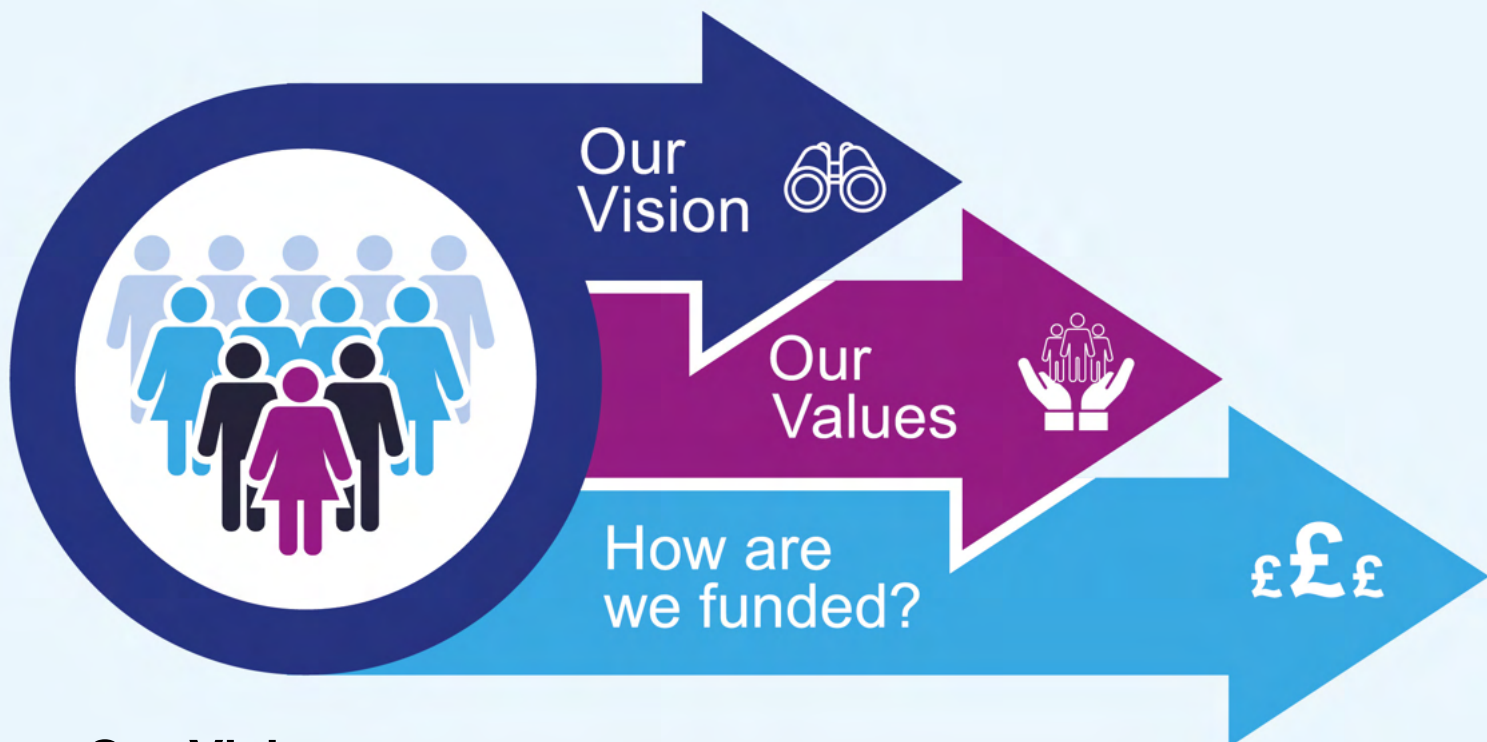 Our
Vision
Our
Values
How are
we funded?
£££